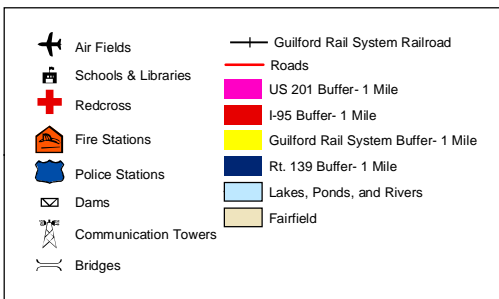 Air Fields
Schools & Libraries
Redcross
Fire Stations
Police Stations
Dams
Communication Towers
Bridges
Guilford Rail System Railroad
Roads
US 201 Buffer- 1 Mile
I-95 Buffer- 1 Mile
Guilford Rail System Buffer- 1 Mile
Rt. 139 Buffer- 1 Mile
Lakes, Ponds, and Rivers
Fairfield